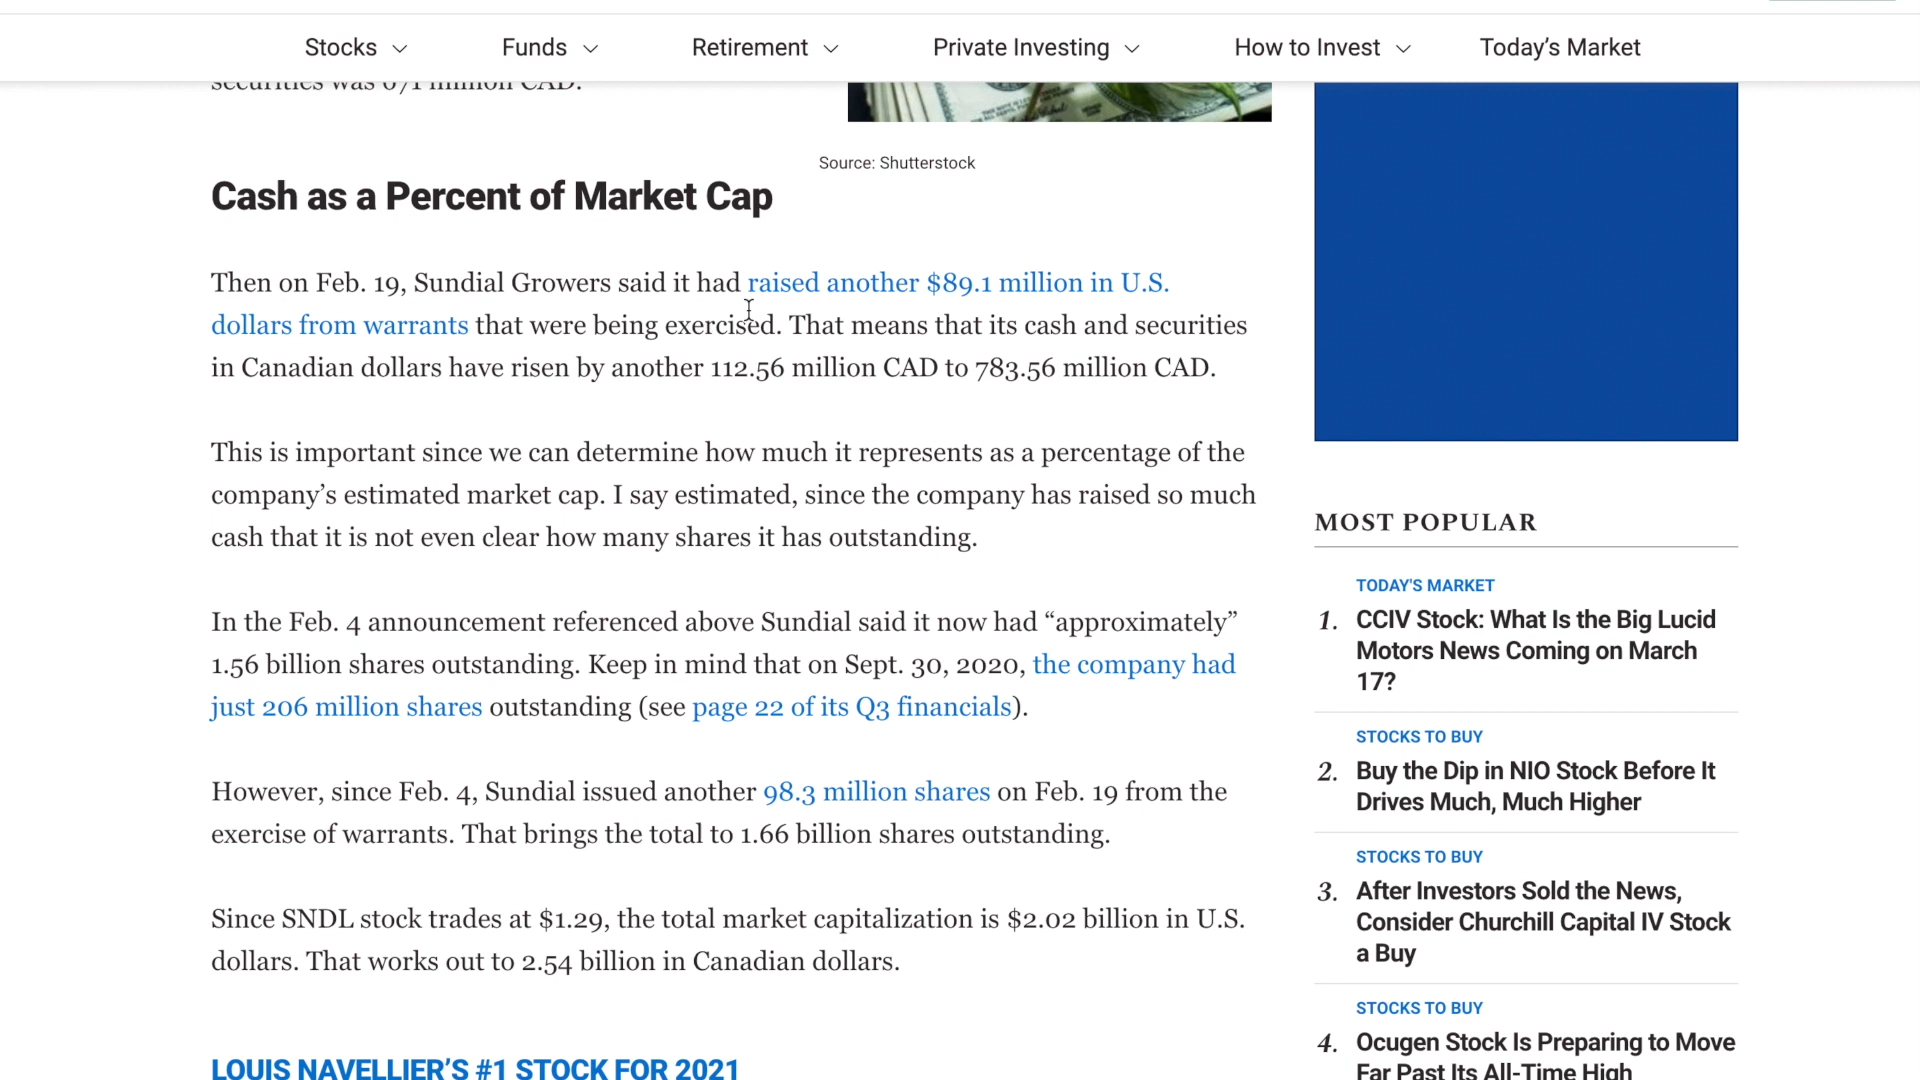 Stocks
Funds
Retirement
Private Investing
How to Invest
Today's Market
securities was 671 million CAD.
Source: Shutterstock
Cash as a Percent of Market Cap
Then on Feb. 19, Sundial Growers said it had raised another $89.1 million in U.S.
dollars from warrants that were being exercised. That means that its cash and securities
in Canadian dollars have risen by another 112.56 million CAD to 783.56 million CAD.
This is important since we can determine how much it represents as a percentage of the
company’s estimated market cap. I say estimated, since the company has raised so much
cash that it is not even clear how many shares it has outstanding.
In the Feb. 4 announcement referenced above Sundial said it now had “approximately”
1.56 billion shares outstanding. Keep in mind that on Sept. 30, 2020, the company had
just 206 million shares outstanding (see page 22 of its Q3 financials).
However, since Feb. 4, Sundial issued another 98.3 million shares on Feb. 19 from the
exercise of warrants. That brings the total to 1.66 billion shares outstanding.
Since SNDL stock trades at $1.29, the total market capitalization is $2.02 billion in U.S.
dollars. That works out to 2.54 billion in Canadian dollars.
LOUIS NAVELLIER’S #1 STOCK FOR 2021
MOST POPULAR
TODAY'S MARKET
1. CCIV Stock: What Is the Big Lucid
Motors News Coming on March
17?
STOCKS TO BUY
2. Buy the Dip in NIO Stock Before It
Drives Much, Much Higher
STOCKS TO BUY
3. After Investors Sold the News,
Consider Churchill Capital IV Stock
a Buy
STOCKS TO BUY
4. Ocugen Stock Is Preparing to Move
Far Past Its All-Time High